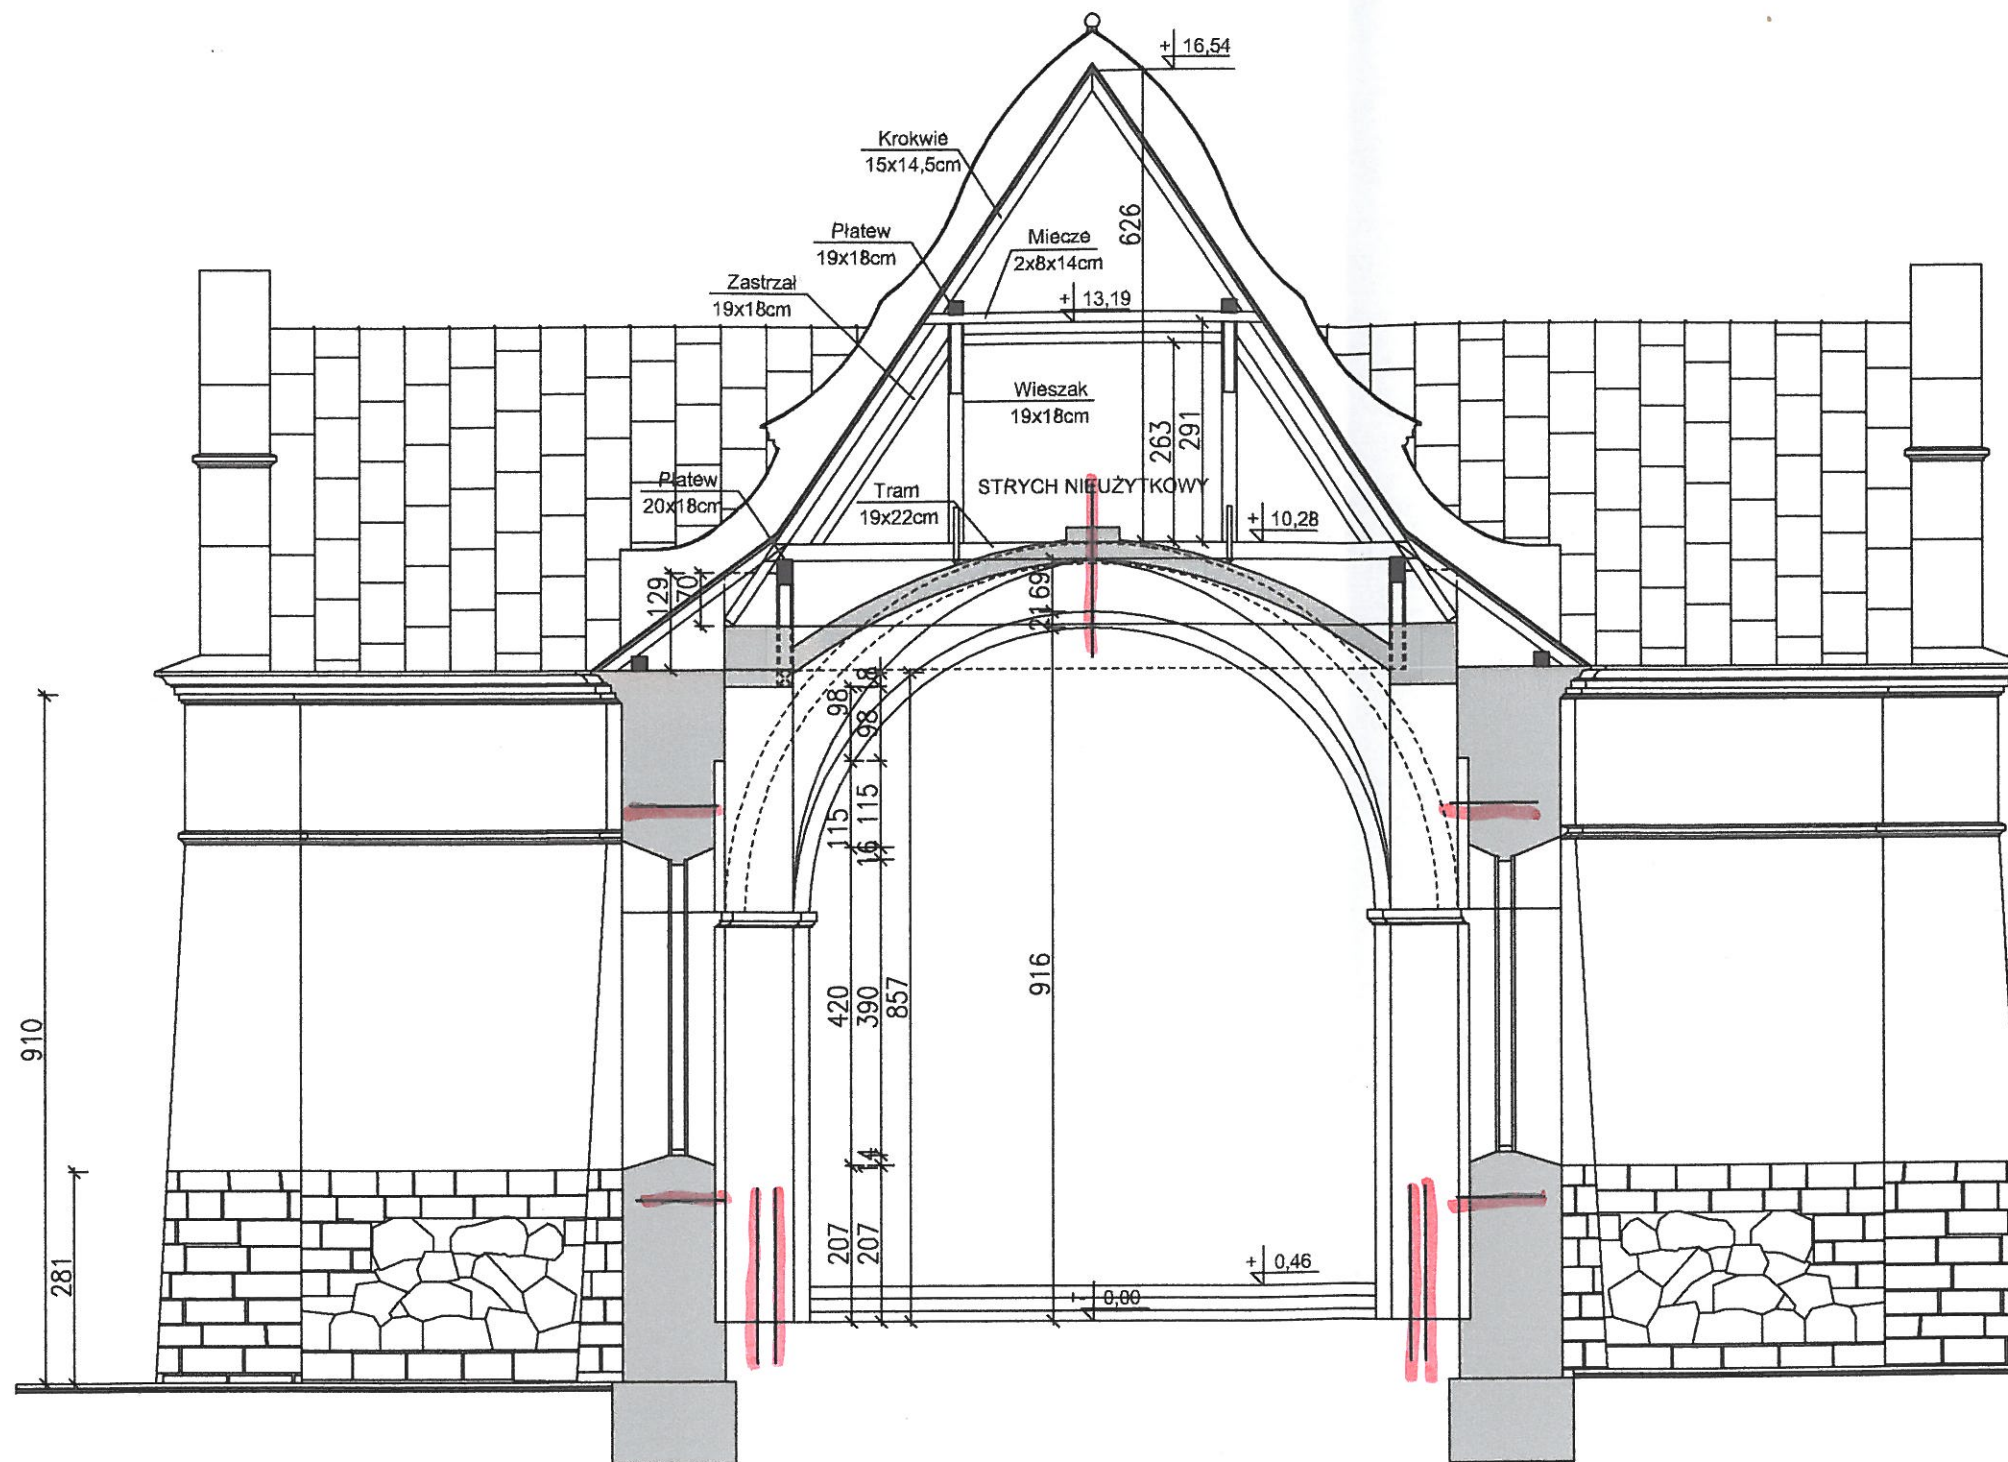 + 16,54
Krokwie
15x14,5cm
626
Płatew
19x18cm
Miecze
2x8x14cm
Zastrzał
19x18cm
+ 13,19
Wieszak
19x18cm
263
291
Płatew
20x18cm
Tram
19x22cm
STRYCH NIEUŻYTKOWY
+ 10,28
129
70
69
21
18
98
98
115
115
16
420
390
857
916
910
281
14
207
207
+ 0,46
+- 0,00